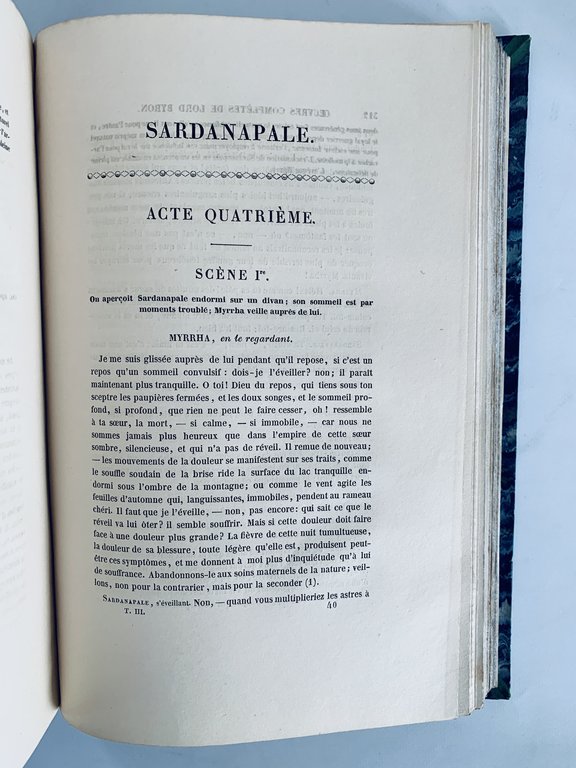 SARDANAPALE.
ACTE QUATRIÈME.
SCÈNE Ire.
On aperçoit Sardanapale endormi sur un divan; son sommeil est par
moments troublé; Myrrha veille auprès de lui.
MYRRHA, en le regardant.
Je me suis glissée auprès de lui pendant qu'il repose, si c'est un
repos qu'un sommeil convulsif : dois-je l'éveiller? non; il paraît
maintenant plus tranquille. O toi! Dieu du repos, qui tiens sous ton
sceptre les paupières fermées, et les doux songes, et le sommeil pro-
fond, si profond, que rien ne peut le faire cesser, oh! ressemble
à ta sœur, la mort, — si calme, — si immobile, — car nous ne
sommes jamais plus heureux que dans l'empire de cette sœur
sombre, silencieuse, et qui n'a pas de réveil. Il remue de nouveau;
— les mouvements de la douleur se manifestent sur ses traits, comme
le souffle soudain de la brise ride la surface du lac tranquille en-
dormi sous l'ombre de la montagne; ou comme le vent agite les
feuilles d'automne qui, languissantes, immobiles, pendent au rameau
chéri. Il faut que je l'éveille, — non, pas encore: qui sait ce que le
réveil va lui ôter? il semble souffrir. Mais si cette douleur doit faire
face à une douleur plus grande? La fièvre de cette nuit tumultueuse,
la douleur de sa blessure, toute légère qu'elle est, produisent peut-
être ces symptômes, et me donnent à moi plus d'inquiétude qu'à lui
de souffrance. Abandonnons-le aux soins maternels de la nature; veil-
lons, non pour la contrarier, mais pour la seconder (1).
SARDANAPALE, s'éveillant. Non, — quand vous multiplieriez les astres à
T. III. 40